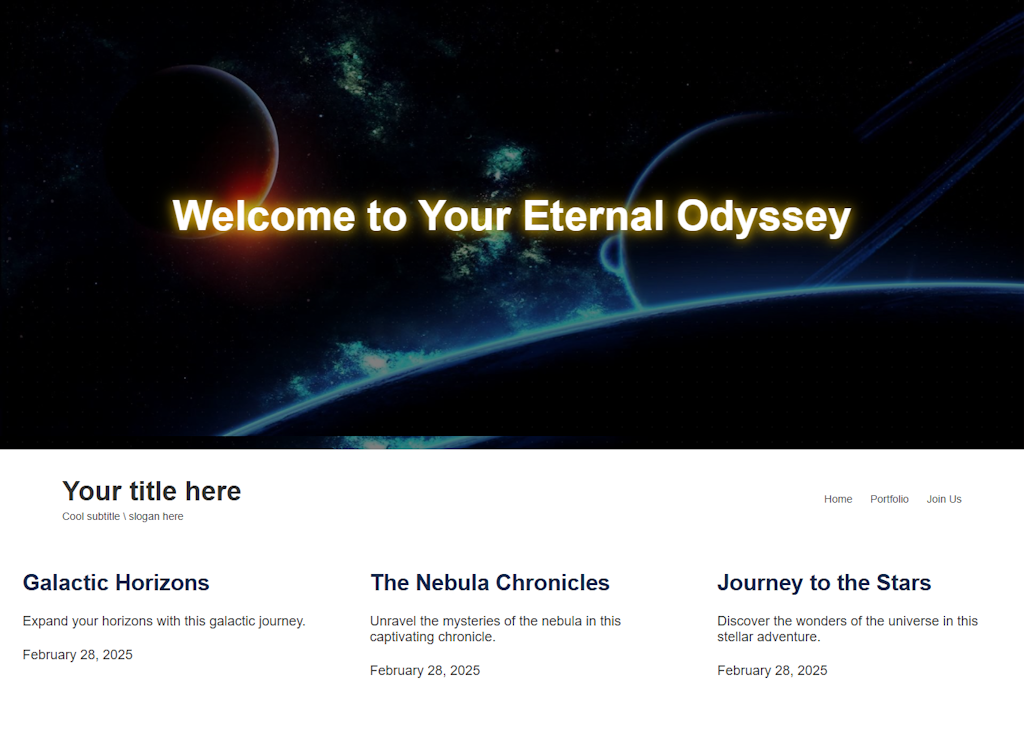 Welcome to Your Eternal Odyssey
Your title here
Cool subtitle \ slogan here
Home Portfolio Join Us
Galactic Horizons
Expand your horizons with this galactic journey.
February 28, 2025
The Nebula Chronicles
Unravel the mysteries of the nebula in this
captivating chronicle.
February 28, 2025
Journey to the Stars
Discover the wonders of the universe in this
stellar adventure.
February 28, 2025